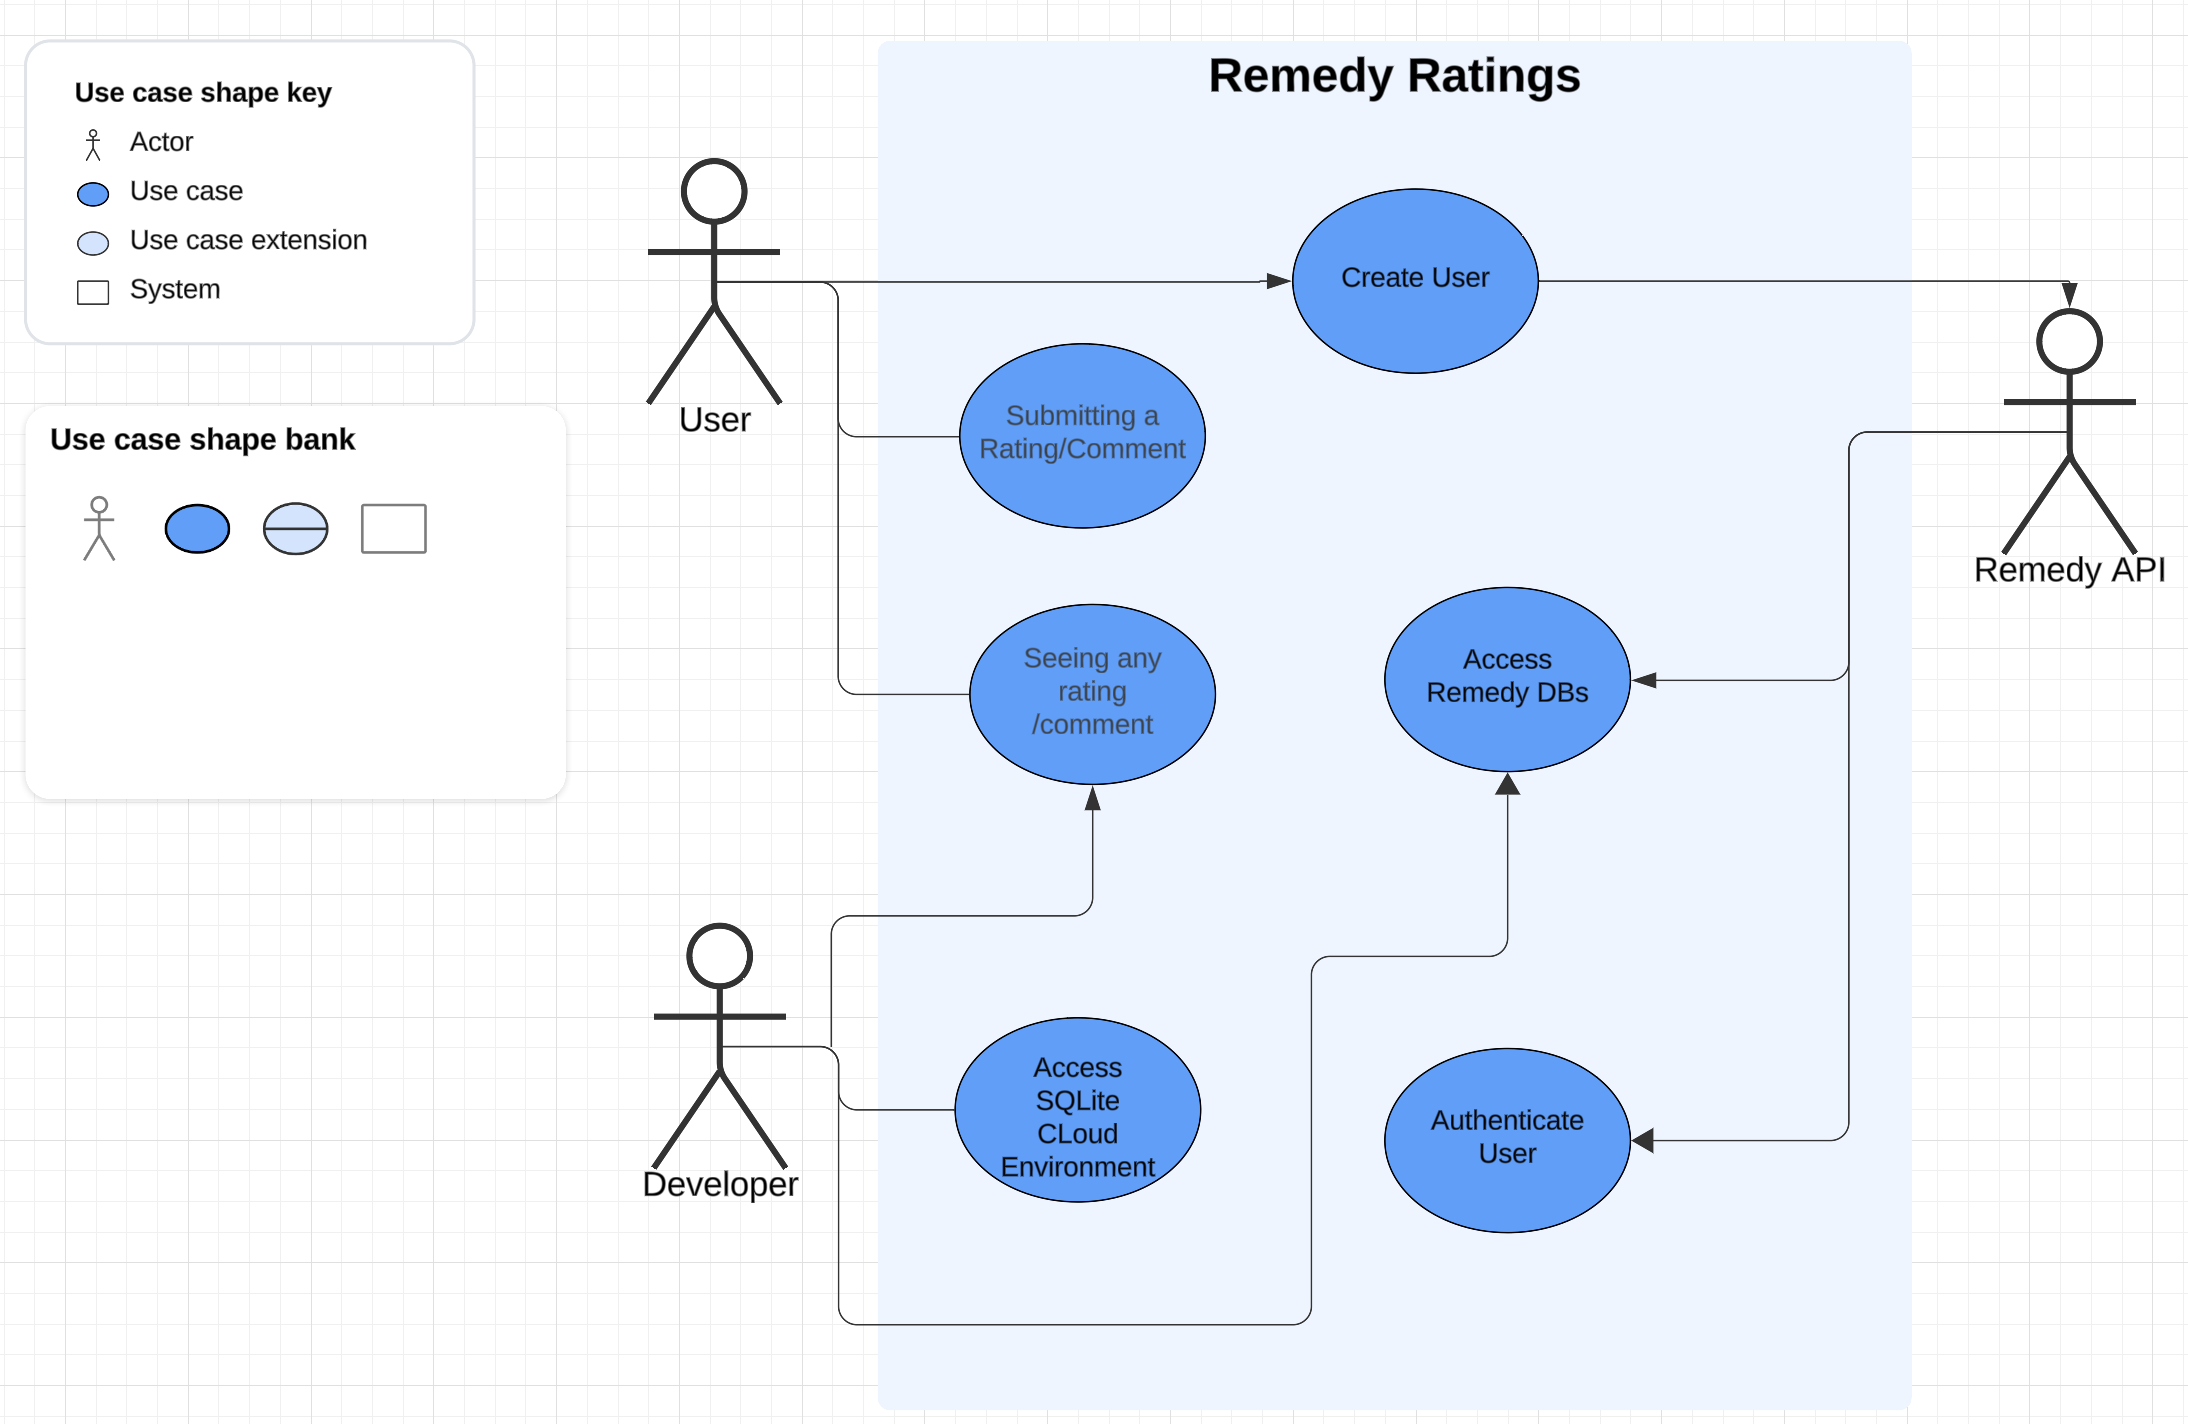 Use case shape key
Actor
Use case
Use case extension
System
Use case shape bank
Remedy Ratings
User
Create User
Submitting a
Rating/Comment
Remedy API
Seeing any
rating
/comment
Access
Remedy DBs
Developer
Access
SQLite
CLoud
Environment
Authenticate
User